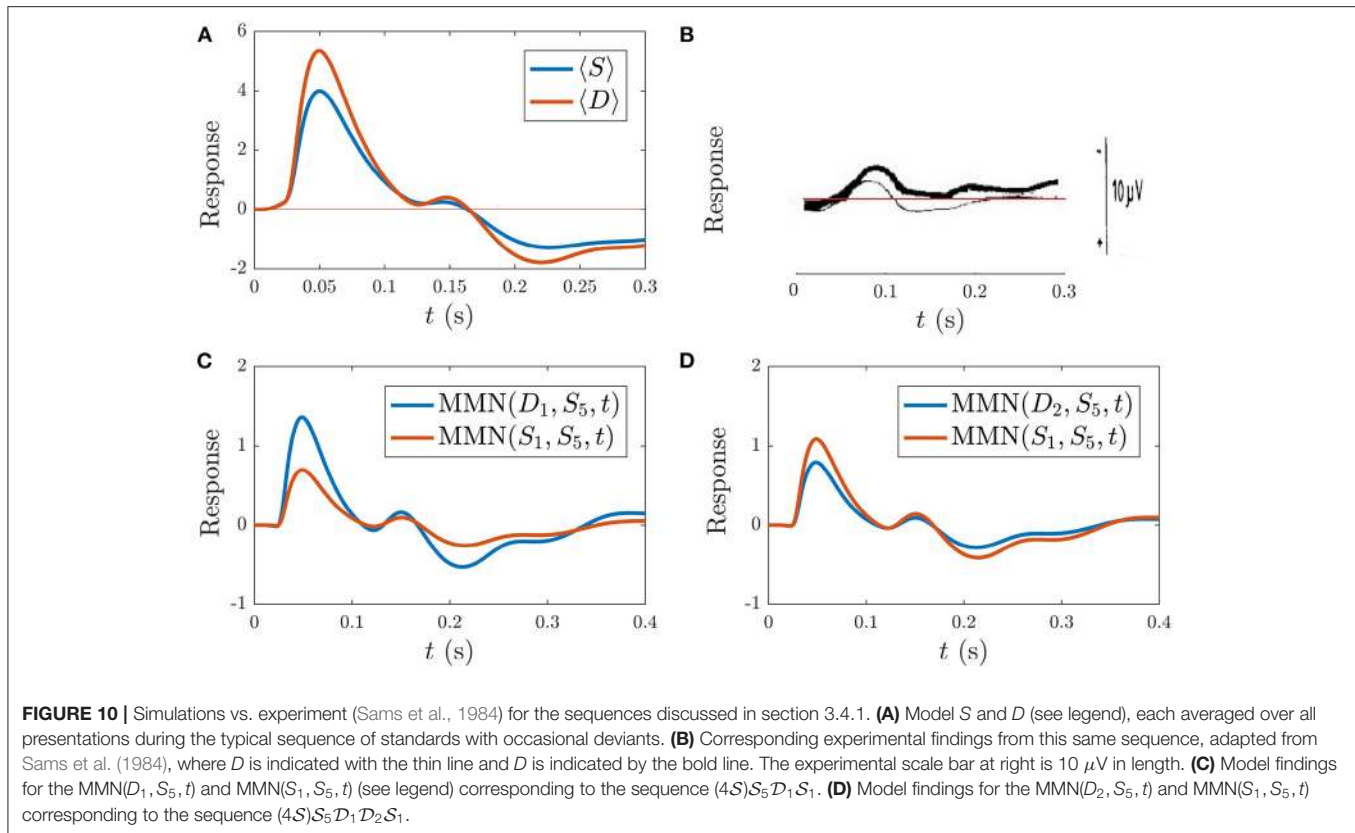 A
6
4
2
0
-2
Response
⟨S⟩
⟨D⟩
0 0.05 0.1 0.15 0.2 0.25 0.3
t (s)
B
Response
10 μV
0 0.1 0.2 0.3
t (s)
C
2
1
0
-1
Response
MMN(D₁, S₅, t)
MMN(S₁, S₅, t)
0 0.1 0.2 0.3 0.4
t (s)
D
2
1
0
-1
Response
MMN(D₂, S₅, t)
MMN(S₁, S₅, t)
0 0.1 0.2 0.3 0.4
t (s)
FIGURE 10 | Simulations vs. experiment (Sams et al., 1984) for the sequences discussed in section 3.4.1. (A) Model S and D (see legend), each averaged over all
presentations during the typical sequence of standards with occasional deviants. (B) Corresponding experimental findings from this same sequence, adapted from
Sams et al. (1984), where D is indicated with the thin line and D is indicated by the bold line. The experimental scale bar at right is 10 μV in length. (C) Model findings
for the MMN(D₁, S₅, t) and MMN(S₁, S₅, t) (see legend) corresponding to the sequence (4𝒮)𝒮₅𝒟₁𝒮₁. (D) Model findings for the MMN(D₂, S₅, t) and MMN(S₁, S₅, t)
corresponding to the sequence (4𝒮)𝒮₅𝒟₁𝒟₂𝒮₁.